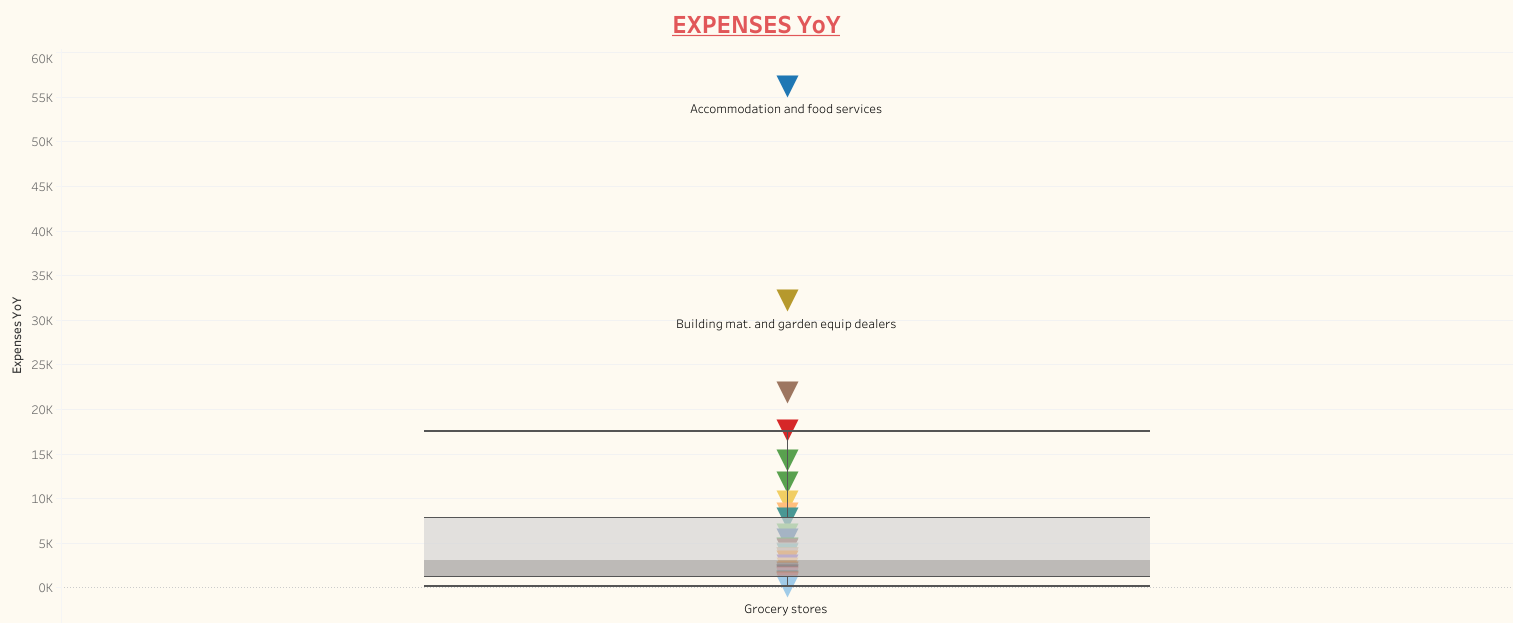 EXPENSES YoY
60K
Accommodation and food services
55K
50K
45K
40K
35K
Building mat. and garden equip dealers
30K
Expenses YoY
25K
20K
15K
10K
5K
0K
Grocery stores